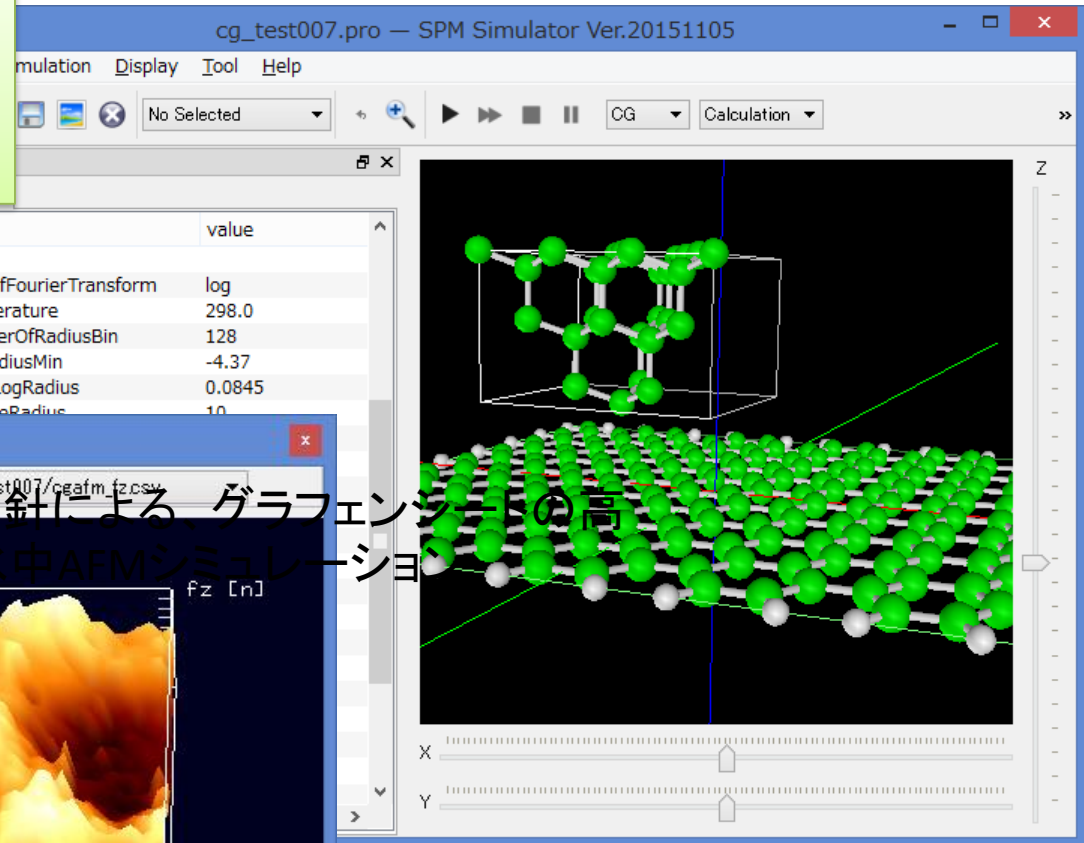 cg_test007.pro — SPM Simulator Ver.20151105
mulation Display Tool Help
No Selected CG Calculation
value
fFourierTransform log
erature 298.0
erOfRadiusBin 128
diusMin -4.37
LogRadius 0.0845
eRadius 10
st007/cgafm_fz.csv
針による、グラフェンシートの高
中AFMシミュレーション
fz [n]
Z
X
Y